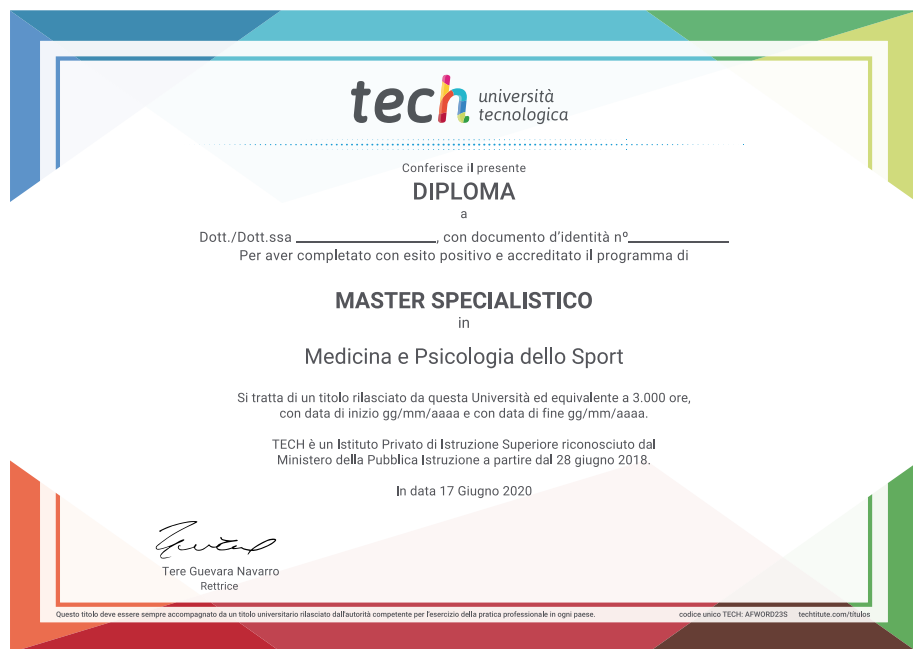 tech università
tecnologica
Conferisce il presente
DIPLOMA
a
Dott./Dott.ssa ________________, con documento d'identità nº____________
Per aver completato con esito positivo e accreditato il programma di
MASTER SPECIALISTICO
in
Medicina e Psicologia dello Sport
Si tratta di un titolo rilasciato da questa Università ed equivalente a 3.000 ore,
con data di inizio gg/mm/aaaa e con data di fine gg/mm/aaaa.
TECH è un Istituto Privato di Istruzione Superiore riconosciuto dal
Ministero della Pubblica Istruzione a partire dal 28 giugno 2018.
In data 17 Giugno 2020
Tere Guevara Navarro
Rettrice
Questo titolo deve essere sempre accompagnato da un titolo universitario rilasciato dall'autorità competente per l'esercizio della pratica professionale in ogni paese. codice unico TECH: AFWORD23S techtitute.com/titulos